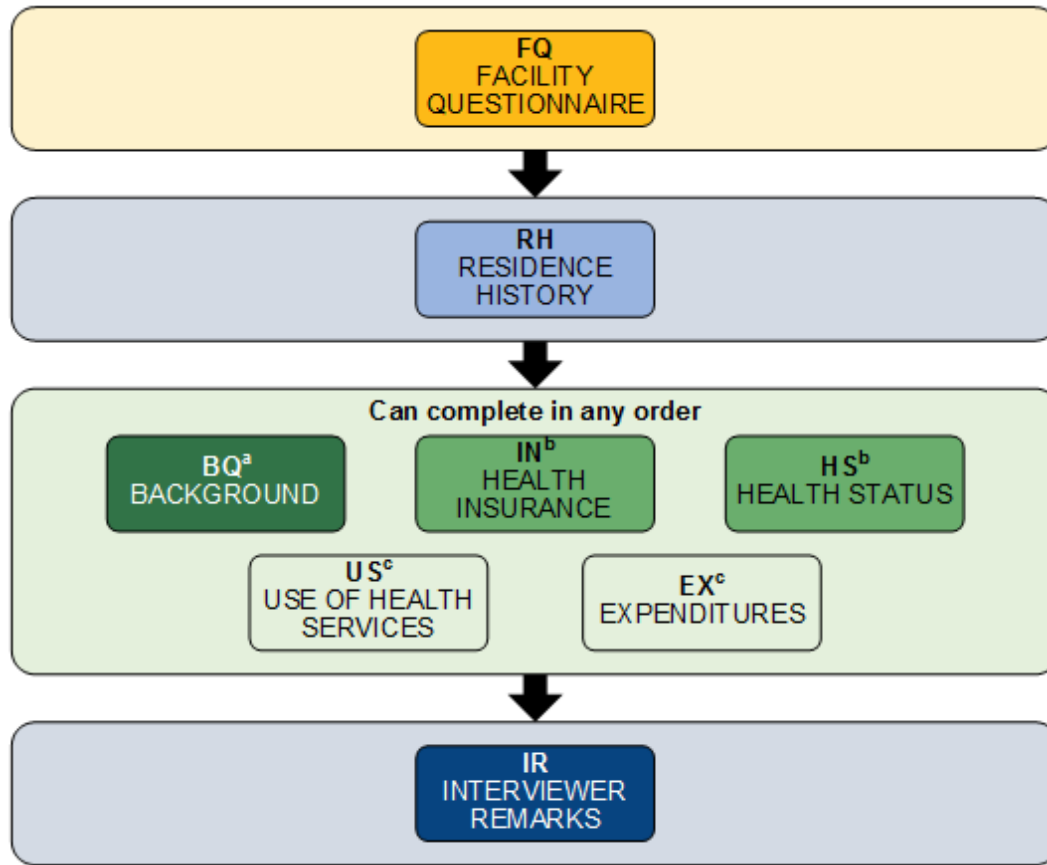 FQ
FACILITY
QUESTIONNAIRE
RH
RESIDENCE
HISTORY
Can complete in any order
BQᵃ
BACKGROUND
INᵇ
HEALTH
INSURANCE
HSᵇ
HEALTH STATUS
USᶜ
USE OF HEALTH
SERVICES
EXᶜ
EXPENDITURES
IR
INTERVIEWER
REMARKS